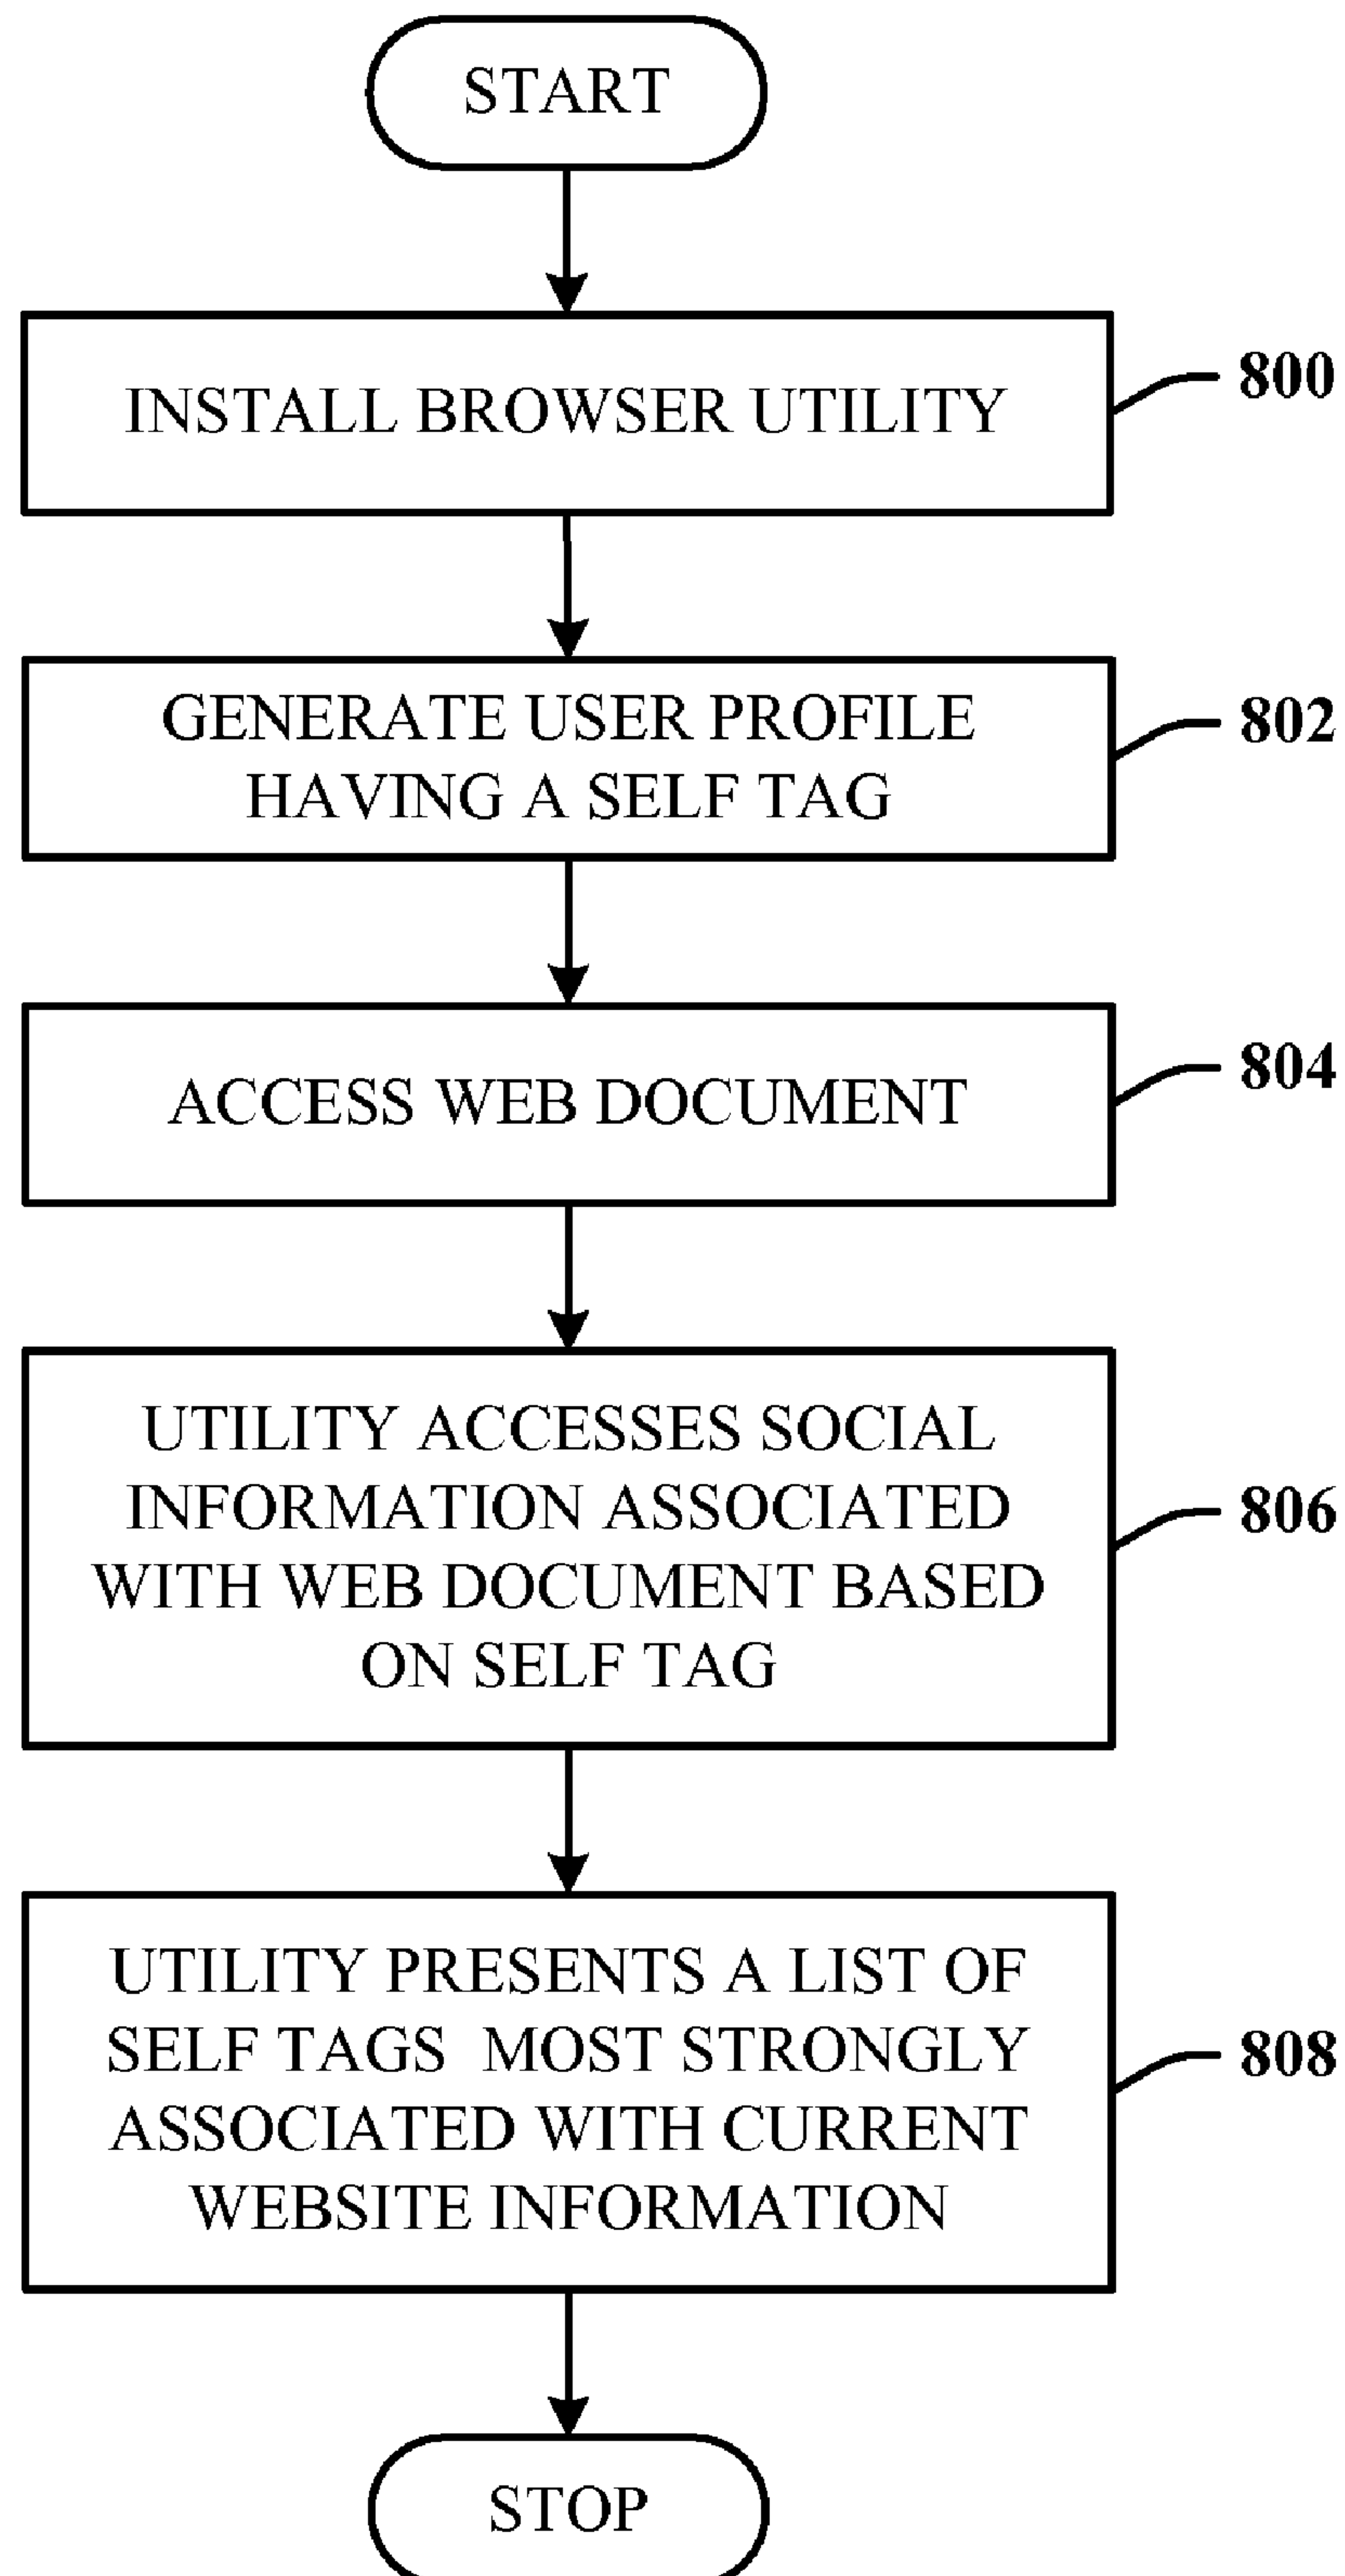 START
INSTALL BROWSER UTILITY
800
GENERATE USER PROFILE
HAVING A SELF TAG
802
ACCESS WEB DOCUMENT
804
UTILITY ACCESSES SOCIAL
INFORMATION ASSOCIATED
WITH WEB DOCUMENT BASED
ON SELF TAG
806
UTILITY PRESENTS A LIST OF
SELF TAGS MOST STRONGLY
ASSOCIATED WITH CURRENT
WEBSITE INFORMATION
808
STOP